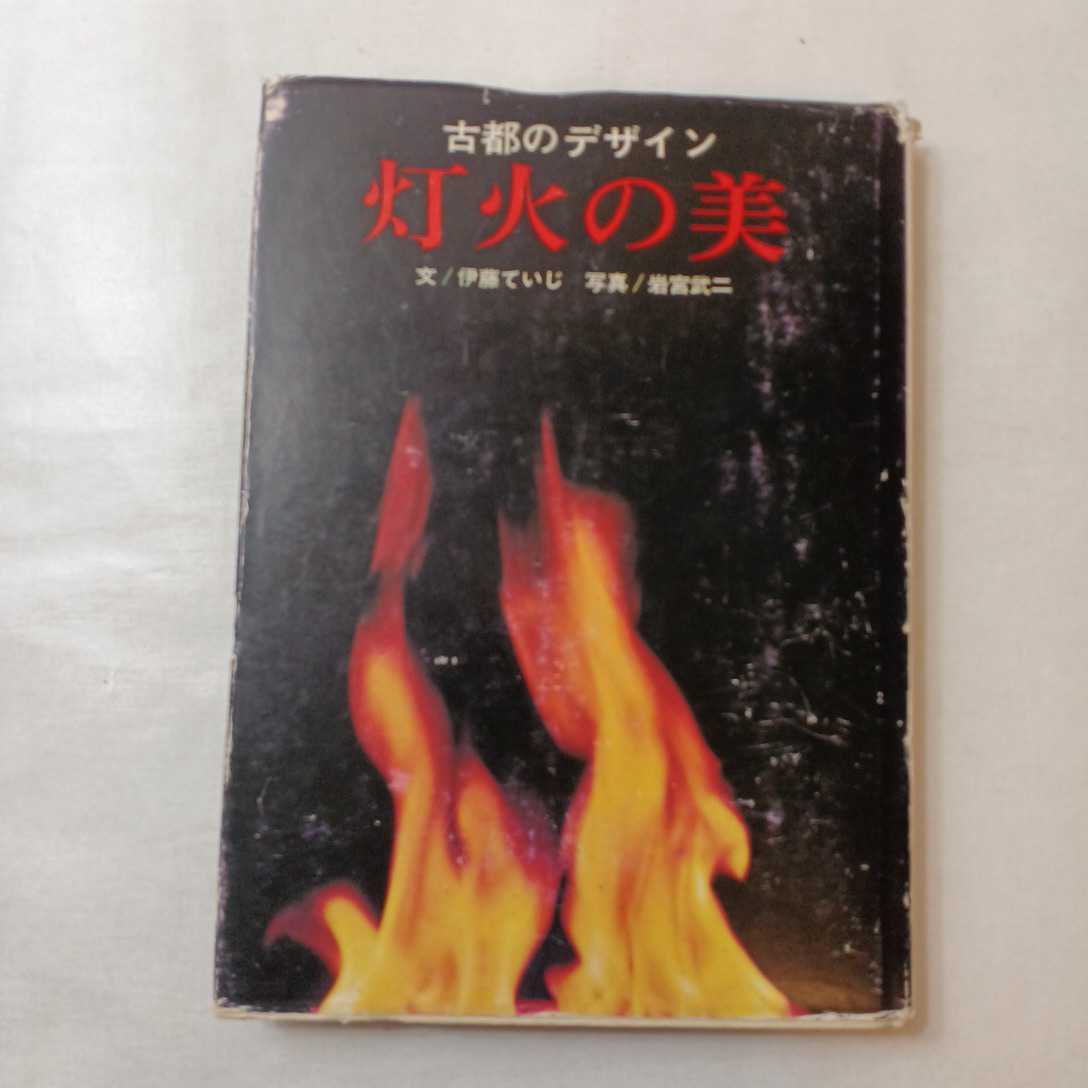 古都のデザイン
灯火の美
文/伊藤ていじ 写真/岩宮武二